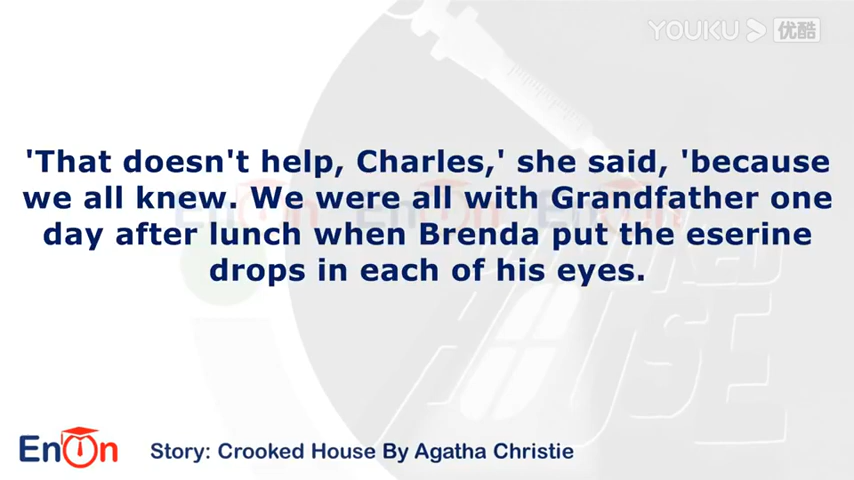 YOUKU 优酷
'That doesn't help, Charles,' she said, 'because
we all knew. We were all with Grandfather one
day after lunch when Brenda put the eserine
drops in each of his eyes.
EnOn
Story: Crooked House By Agatha Christie